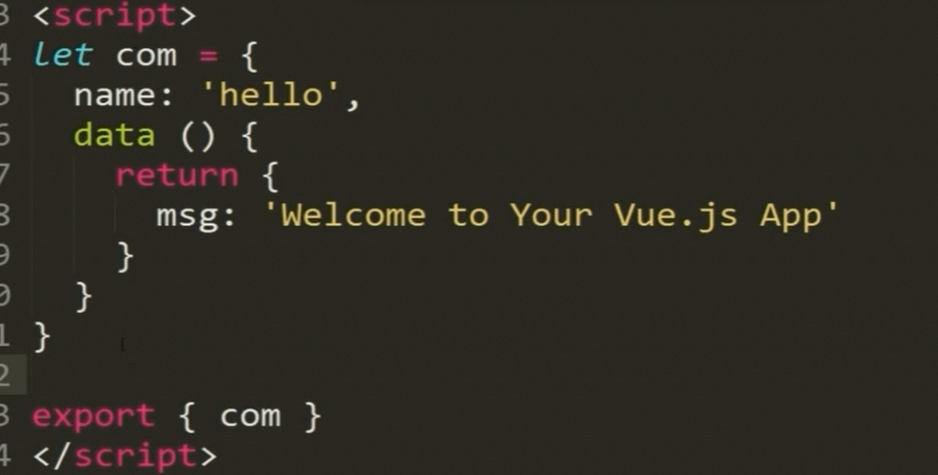 3 <script>
4 let com = {
5   name: 'hello',
6   data () {
7     return {
8       msg: 'Welcome to Your Vue.js App'
9     }
0   }
1 }
2
3 export { com }
4 </script>